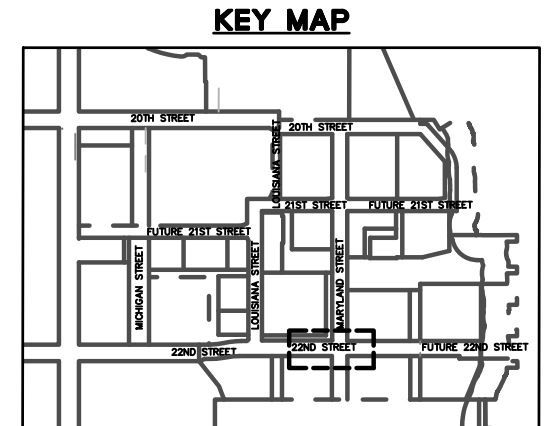 KEY MAP
20TH STREET
20TH STREET
LOUISIANA STREET
21ST STREET
FUTURE 21ST STREET
FUTURE 21ST STREET
MICHIGAN STREET
LOUISIANA STREET
MARYLAND STREET
22ND STREET
22ND STREET
FUTURE 22ND STREET